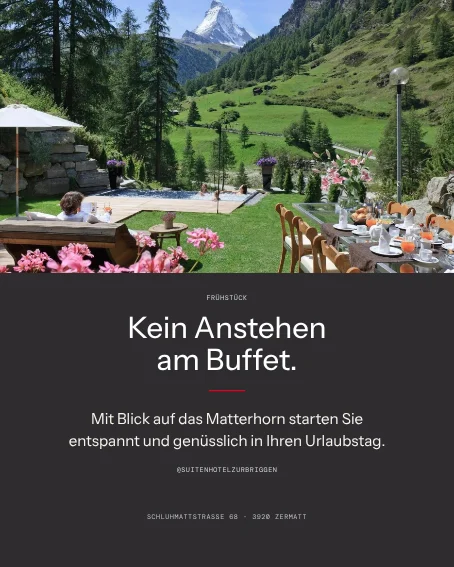 FRÜHSTÜCK
Kein Anstehen
am Buffet.
Mit Blick auf das Matterhorn starten Sie
entspannt und genüsslich in Ihren Urlaubstag.
@SUITENHOTELZURBRIGGEN
SCHLUHMATTSTRASSE 68 · 3920 ZERMATT